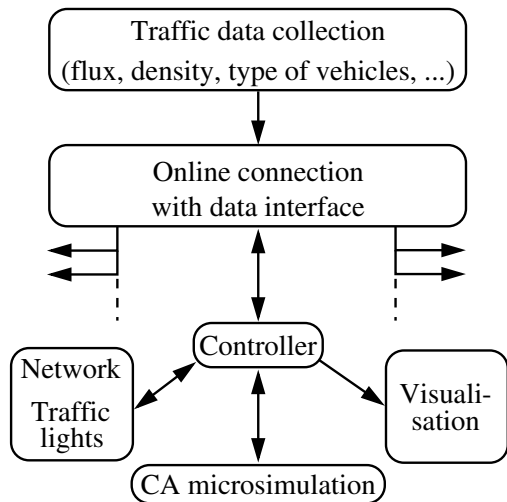 Traffic data collection
(flux, density, type of vehicles, ...)
Online connection
with data interface
Controller
Network
Traffic
lights
Visuali-
sation
CA microsimulation